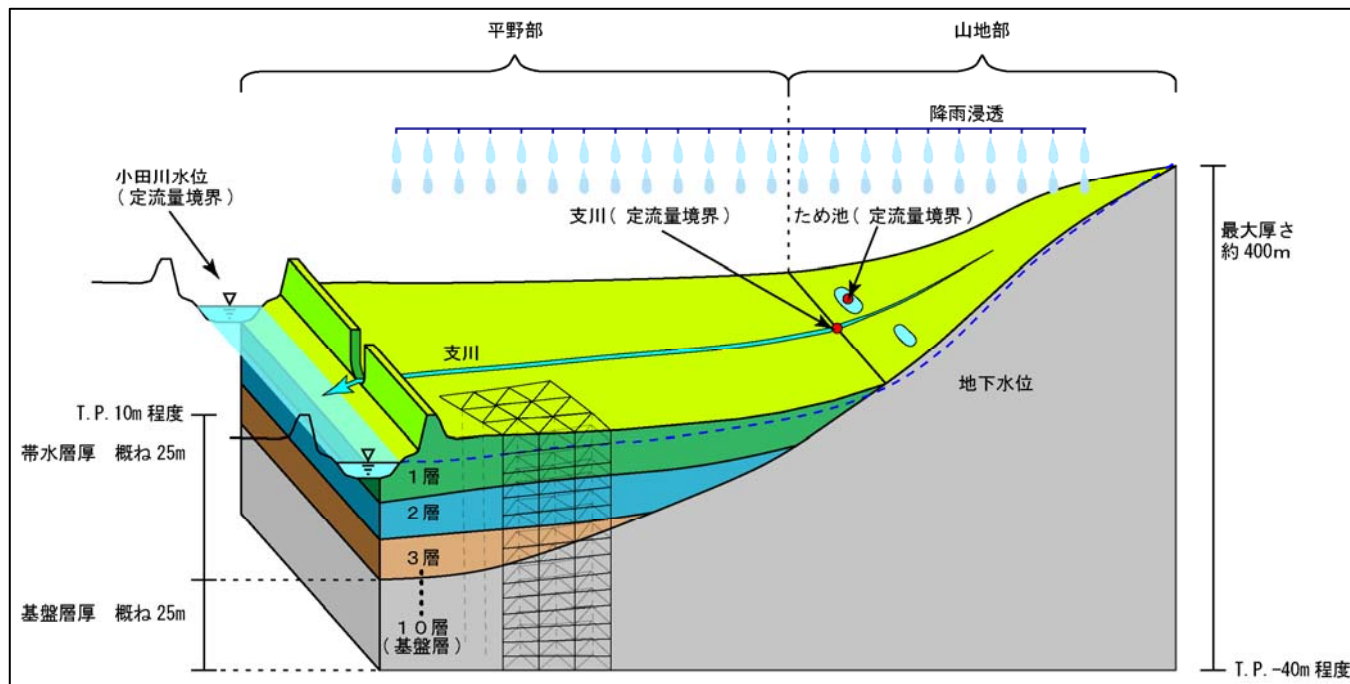 平野部
山地部
降雨浸透
小田川水位
(定流量境界)
支川(定流量境界)
ため池(定流量境界)
最大厚さ
約400m
支川
地下水位
T.P.10m程度
帯水層厚 概ね25m
1層
2層
3層
基盤層厚 概ね25m
10層
(基盤層)
T.P.-40m程度